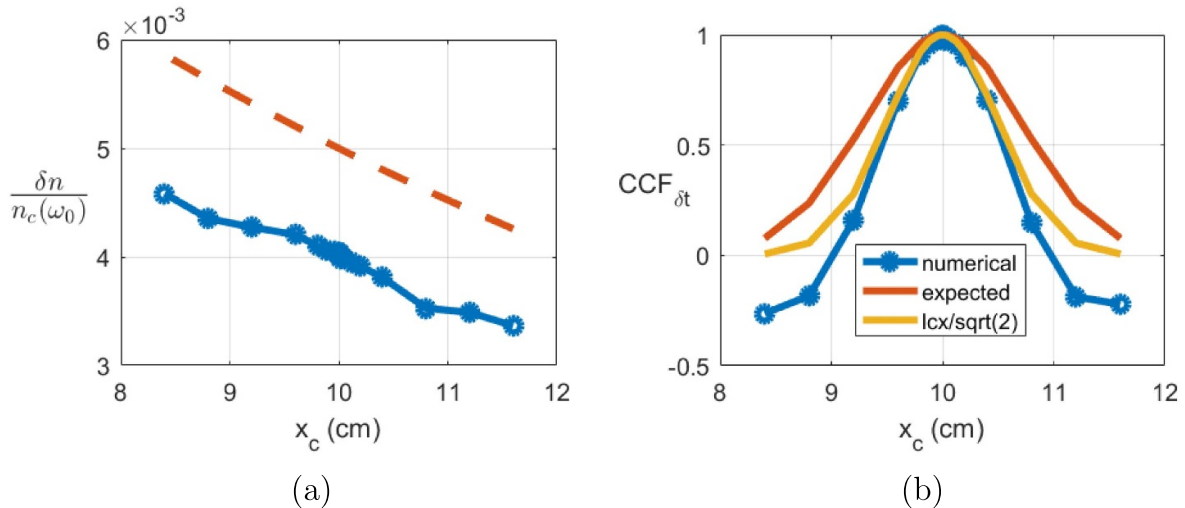 ×10⁻³
6
5
4
3
δn
n_c(ω₀)
8
9
10
11
12
x_c (cm)
(a)
1
0.5
0
-0.5
CCF_δt
numerical
expected
lcx/sqrt(2)
8
9
10
11
12
x_c (cm)
(b)